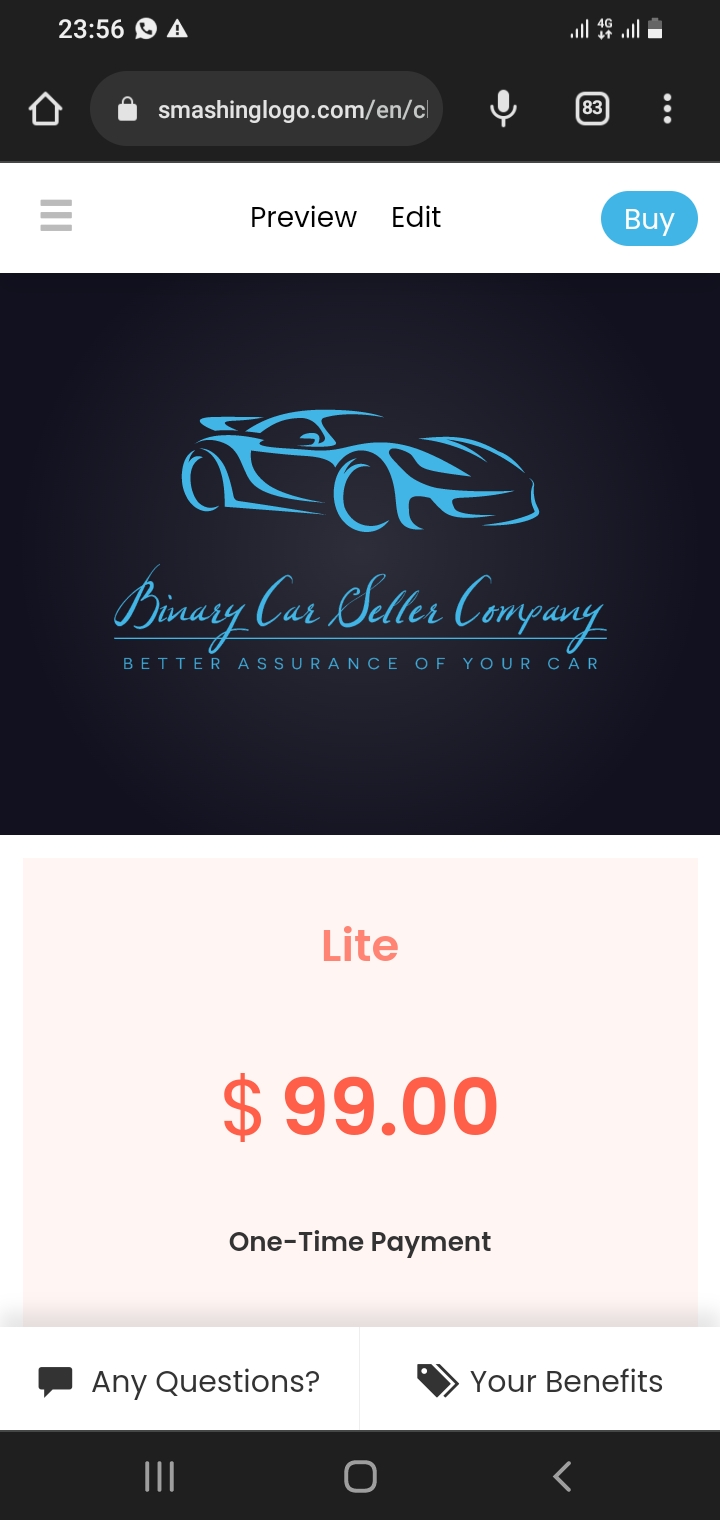 23:56
4G
smashinglogo.com/en/cl
83
Preview Edit Buy
Binary Car Seller Company
BETTER ASSURANCE OF YOUR CAR
Lite
$ 99.00
One-Time Payment
Any Questions? Your Benefits